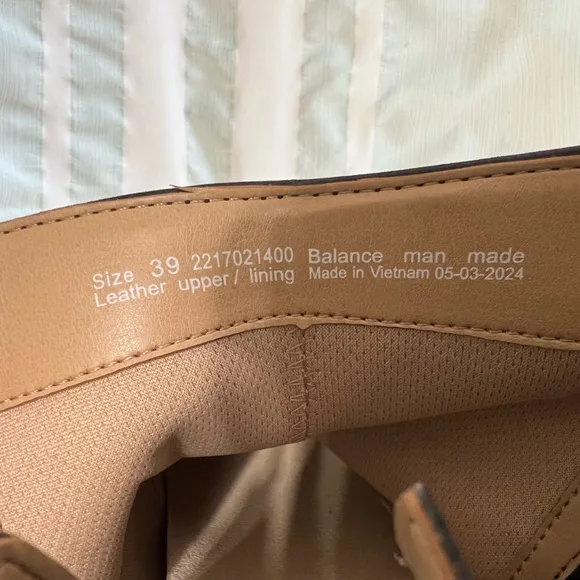 Size 39 2217021400 Balance man made
Leather upper/ lining Made in Vietnam 05-03-2024